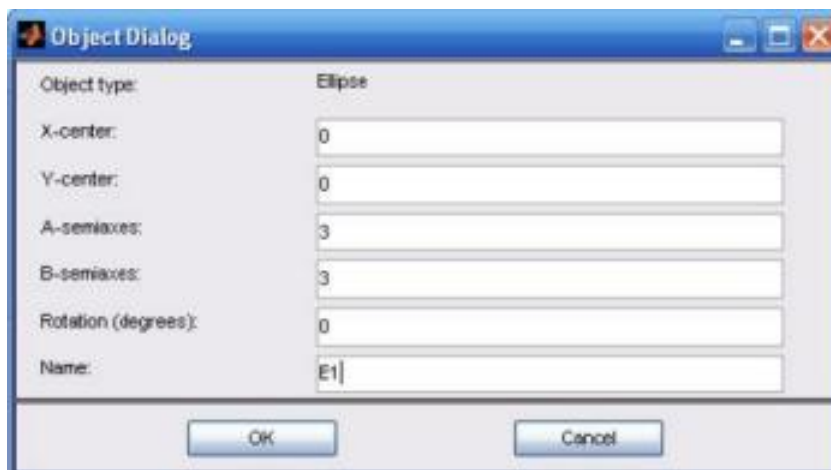 Object Dialog
Object type: Ellipse
X-center: 0
Y-center: 0
A-semiaxes: 3
B-semiaxes: 3
Rotation (degrees): 0
Name: E1
OK Cancel